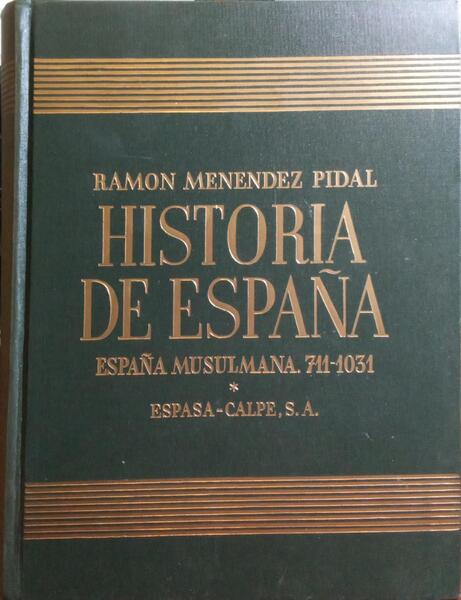 RAMON MENENDEZ PIDAL
HISTORIA
DE ESPAÑA
ESPAÑA MUSULMANA. 711-1031
*
ESPASA-CALPE, S.A.